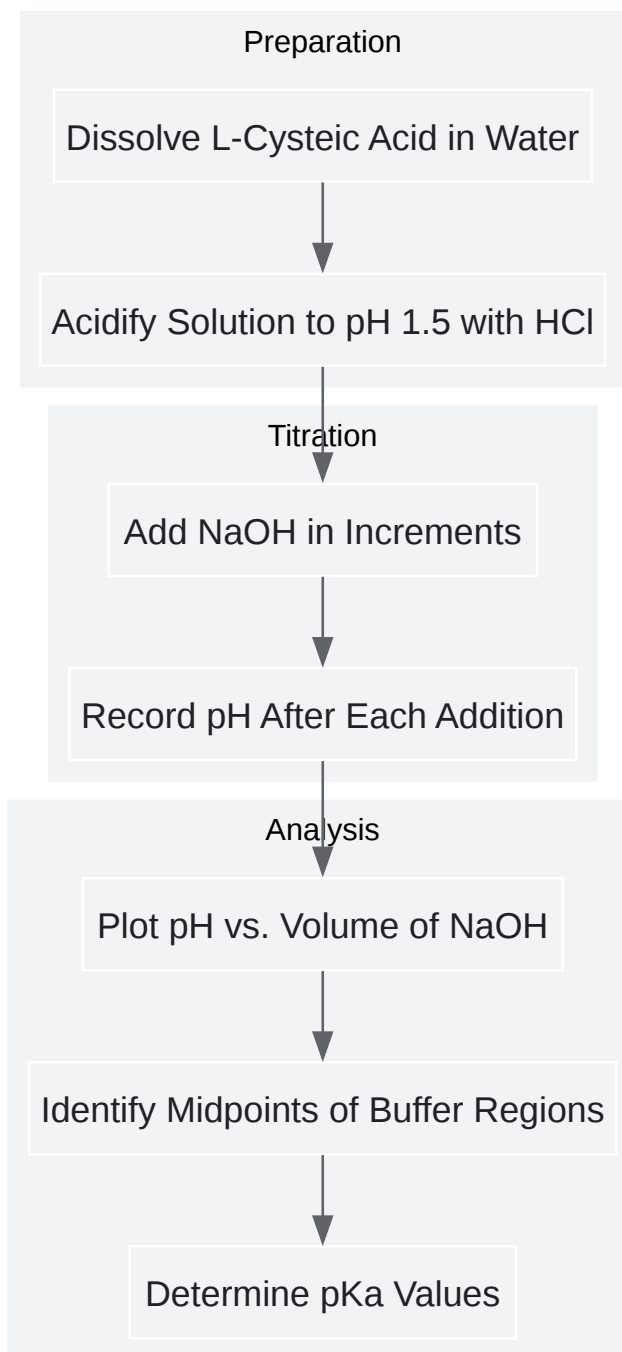 Preparation
Dissolve L-Cysteic Acid in Water
Acidify Solution to pH 1.5 with HCl
Titration
Add NaOH in Increments
Record pH After Each Addition
Analysis
Plot pH vs. Volume of NaOH
Identify Midpoints of Buffer Regions
Determine pKa Values